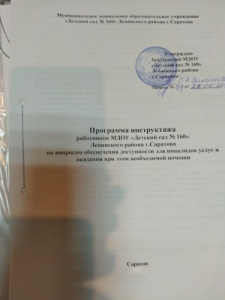 Муниципальное дошкольное образовательное учреждение
«Детский сад № 160» Ленинского района г.Саратова
Утверждаю
Заведующий МДОУ
«Детский сад № 160»
Ленинского района
г.Саратова
Приказ №
Программа инструктажа
работников МДОУ «Детский сад № 160»
Ленинского района г.Саратова
по вопросам обеспечения доступности для инвалидов услуг и
оказания при этом необходимой помощи
Саратов